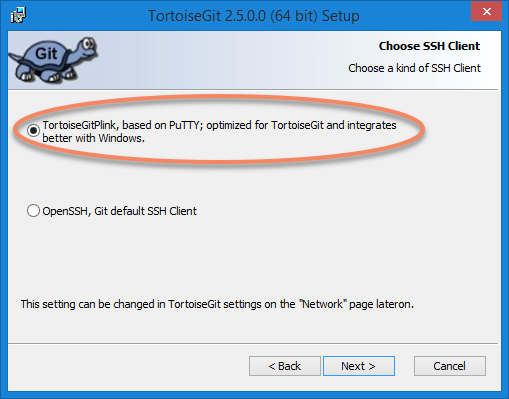 TortoiseGit 2.5.0.0 (64 bit) Setup
Git
Choose SSH Client
Choose a kind of SSH Client
TortoiseGitPlink, based on PuTTY; optimized for TortoiseGit and integrates
better with Windows.
OpenSSH, Git default SSH Client
This setting can be changed in TortoiseGit settings on the "Network" page lateron.
< Back
Next >
Cancel